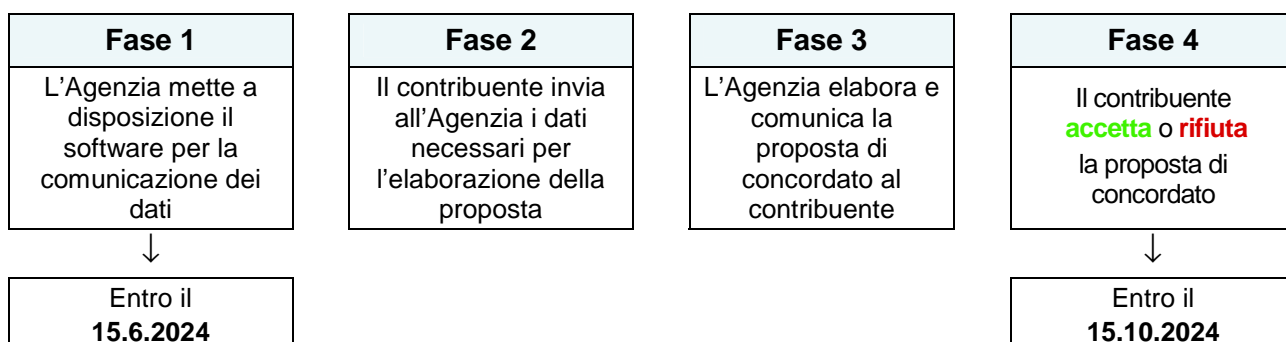 Fase 1
L'Agenzia mette a
disposizione il
software per la
comunicazione dei
dati
↓
Entro il
15.6.2024
Fase 2
Il contribuente invia
all'Agenzia i dati
necessari per
l'elaborazione della
proposta
Fase 3
L'Agenzia elabora e
comunica la
proposta di
concordato al
contribuente
Fase 4
Il contribuente
accetta o rifiuta
la proposta di
concordato
↓
Entro il
15.10.2024